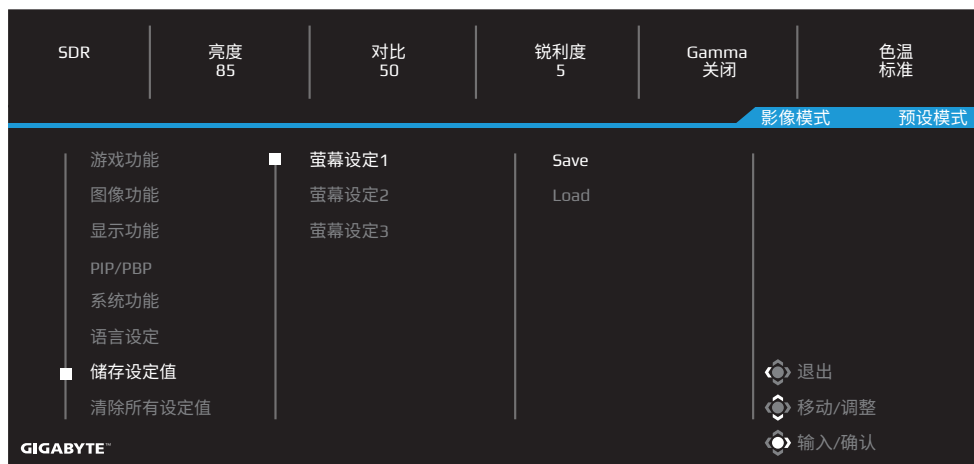 SDR
亮度
85
对比
50
锐利度
5
Gamma
关闭
色温
标准
影像模式 预设模式
游戏功能
图像功能
显示功能
PIP/PBP
系统功能
语言设定
储存设定值
清除所有设定值
萤幕设定1
萤幕设定2
萤幕设定3
Save
Load
退出
移动/调整
输入/确认
GIGABYTE™